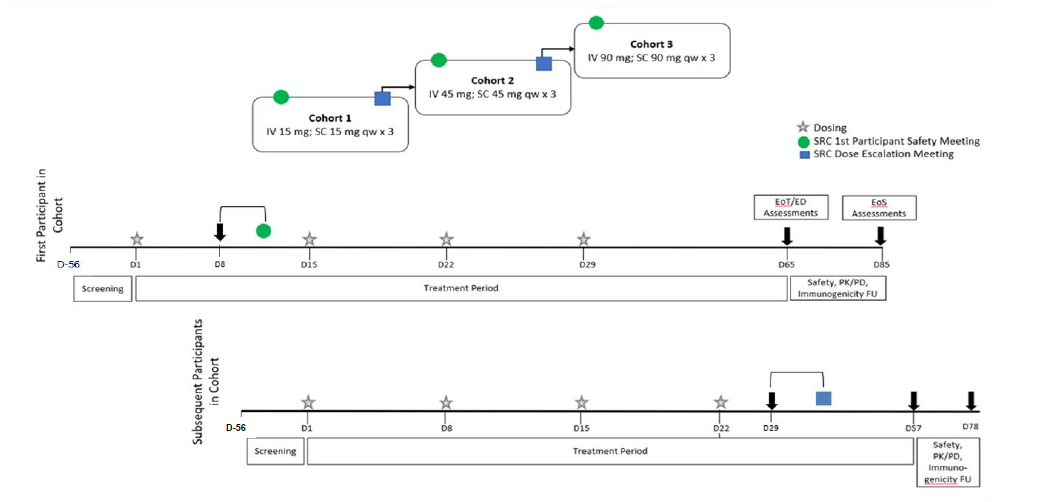 Cohort 3
IV 90 mg; SC 90 mg qw x 3
Cohort 2
IV 45 mg; SC 45 mg qw x 3
Cohort 1
IV 15 mg; SC 15 mg qw x 3
Dosing
SRC 1st Participant Safety Meeting
SRC Dose Escalation Meeting
First Participant in
Cohort
EoT/ED
Assessments
EoS
Assessments
D-56
D1
D8
D15
D22
D29
D65
D85
Screening
Treatment Period
Safety, PK/PD,
Immunogenicity FU
Subsequent Participants
in Cohort
D-56
D1
D8
D15
D22
D29
D57
D78
Screening
Treatment Period
Safety,
PK/PD,
Immuno-
genicity FU